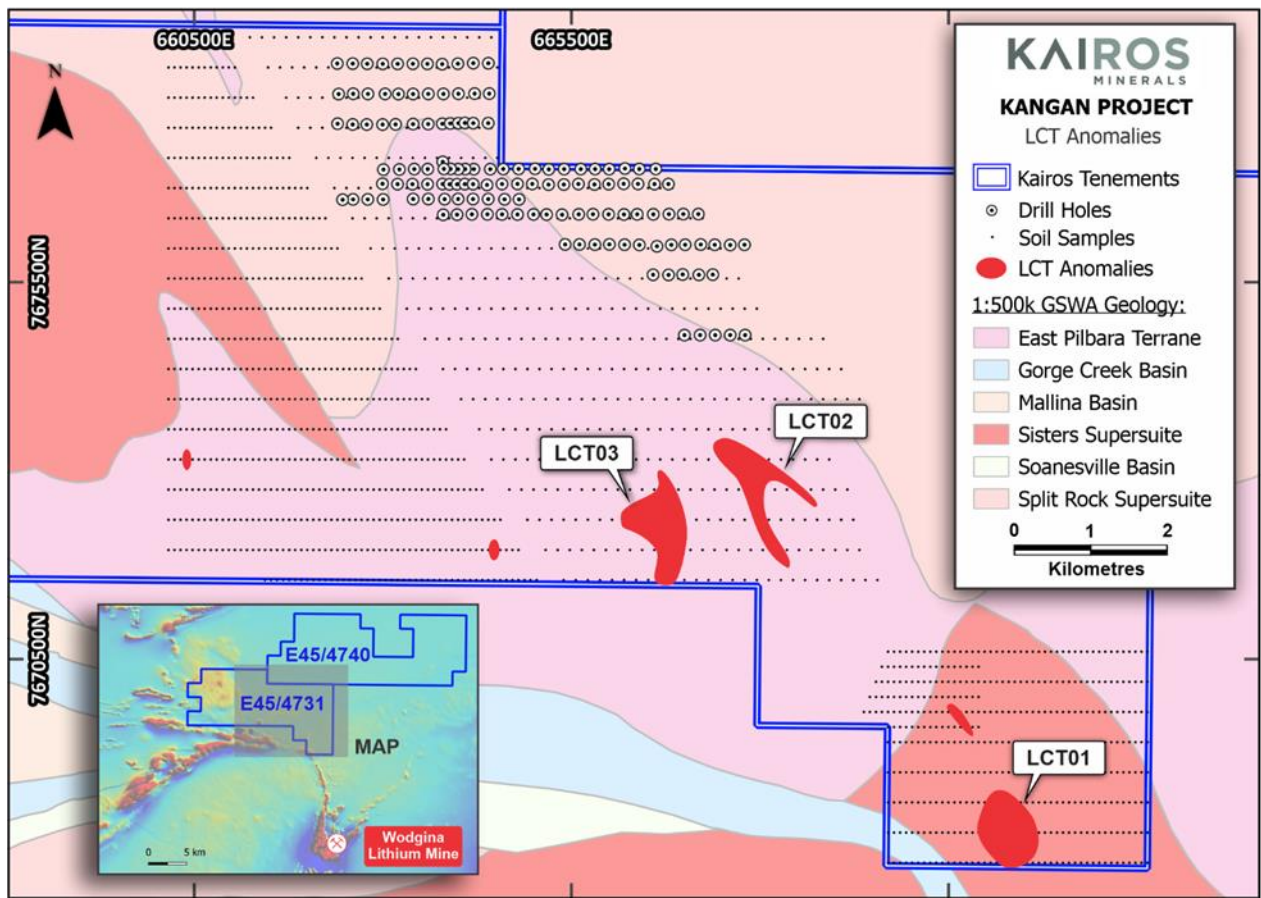 660500E
665500E
N
7675500N
7670500N
LCT03
LCT02
LCT01
KAIROS
MINERALS
KANGAN PROJECT
LCT Anomalies
Kairos Tenements
Drill Holes
Soil Samples
LCT Anomalies
1:500k GSWA Geology:
East Pilbara Terrane
Gorge Creek Basin
Mallina Basin
Sisters Supersuite
Soanesville Basin
Split Rock Supersuite
0 1 2
Kilometres
E45/4740
E45/4731
MAP
0 5 km
Wodgina
Lithium Mine